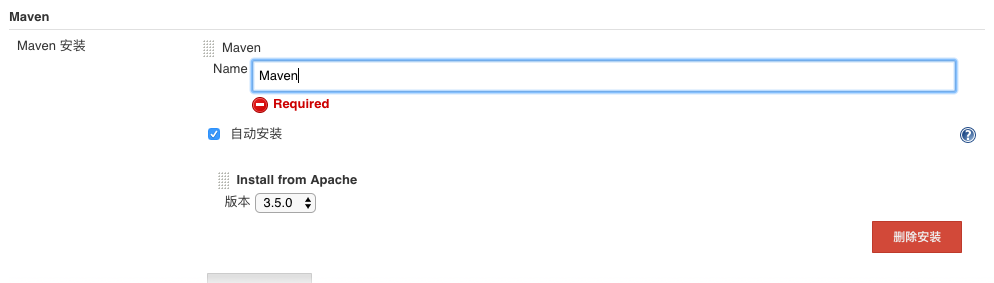 Maven
Maven 安装
Maven
Name
Maven
Required
自动安装
?
Install from Apache
版本
3.5.0
删除安装